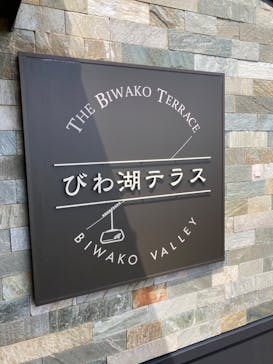 THE BIWAKO TERRACE
びわ湖テラス
BIWAKO VALLEY